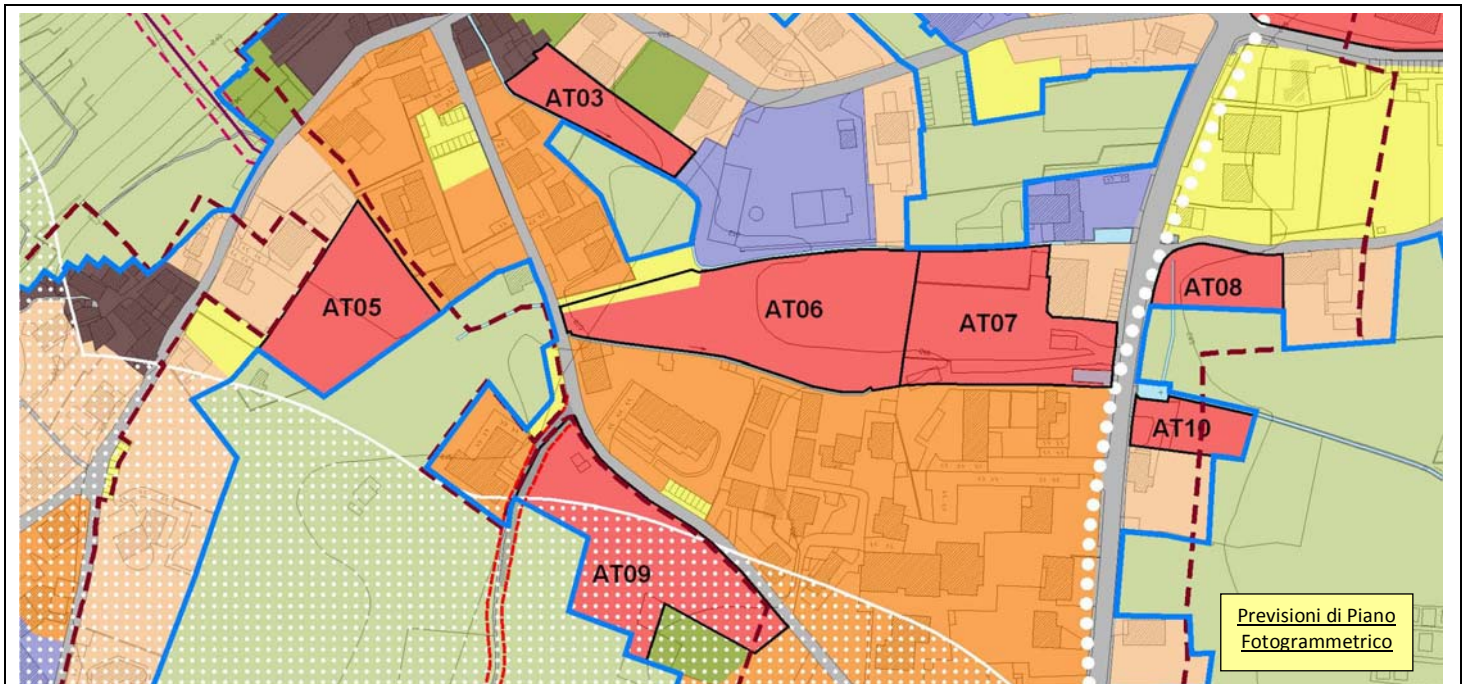 AT03
AT05
AT06
AT07
AT08
AT10
AT09
Previsioni di Piano
Fotogrammetrico